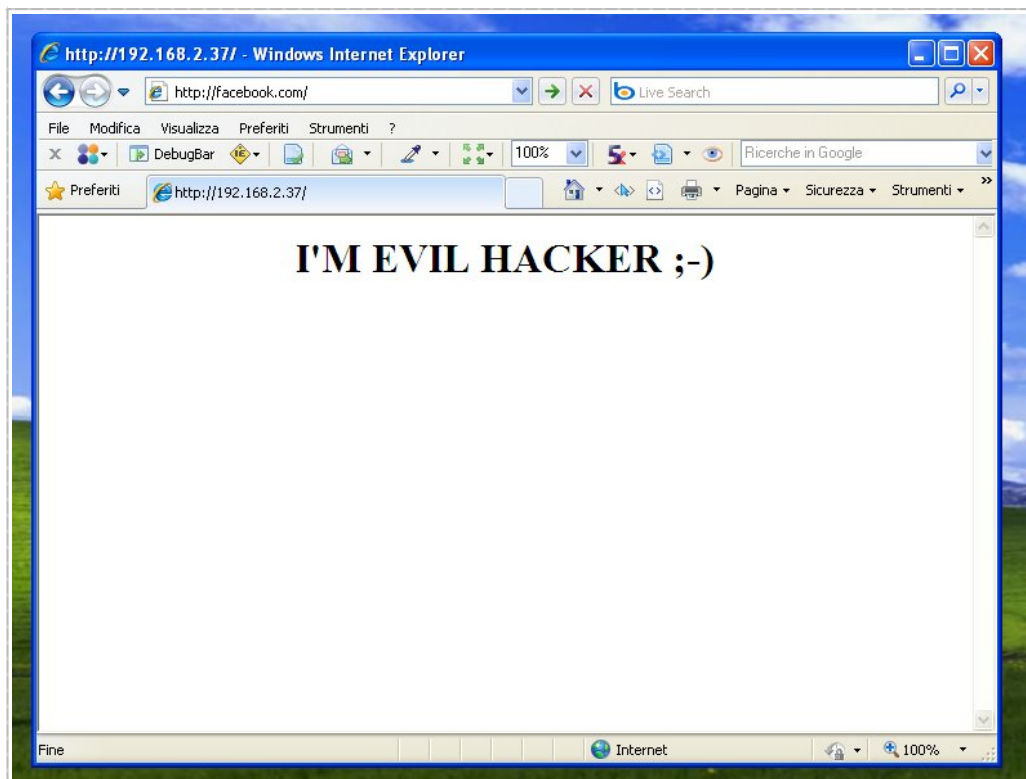 http://192.168.2.37/ - Windows Internet Explorer
http://facebook.com/
Live Search
File Modifica Visualizza Preferiti Strumenti ?
x DebugBar 100% Ricerche in Google
Preferiti http://192.168.2.37/ Pagina Sicurezza Strumenti »
I'M EVIL HACKER ;-)
Fine Internet 100%